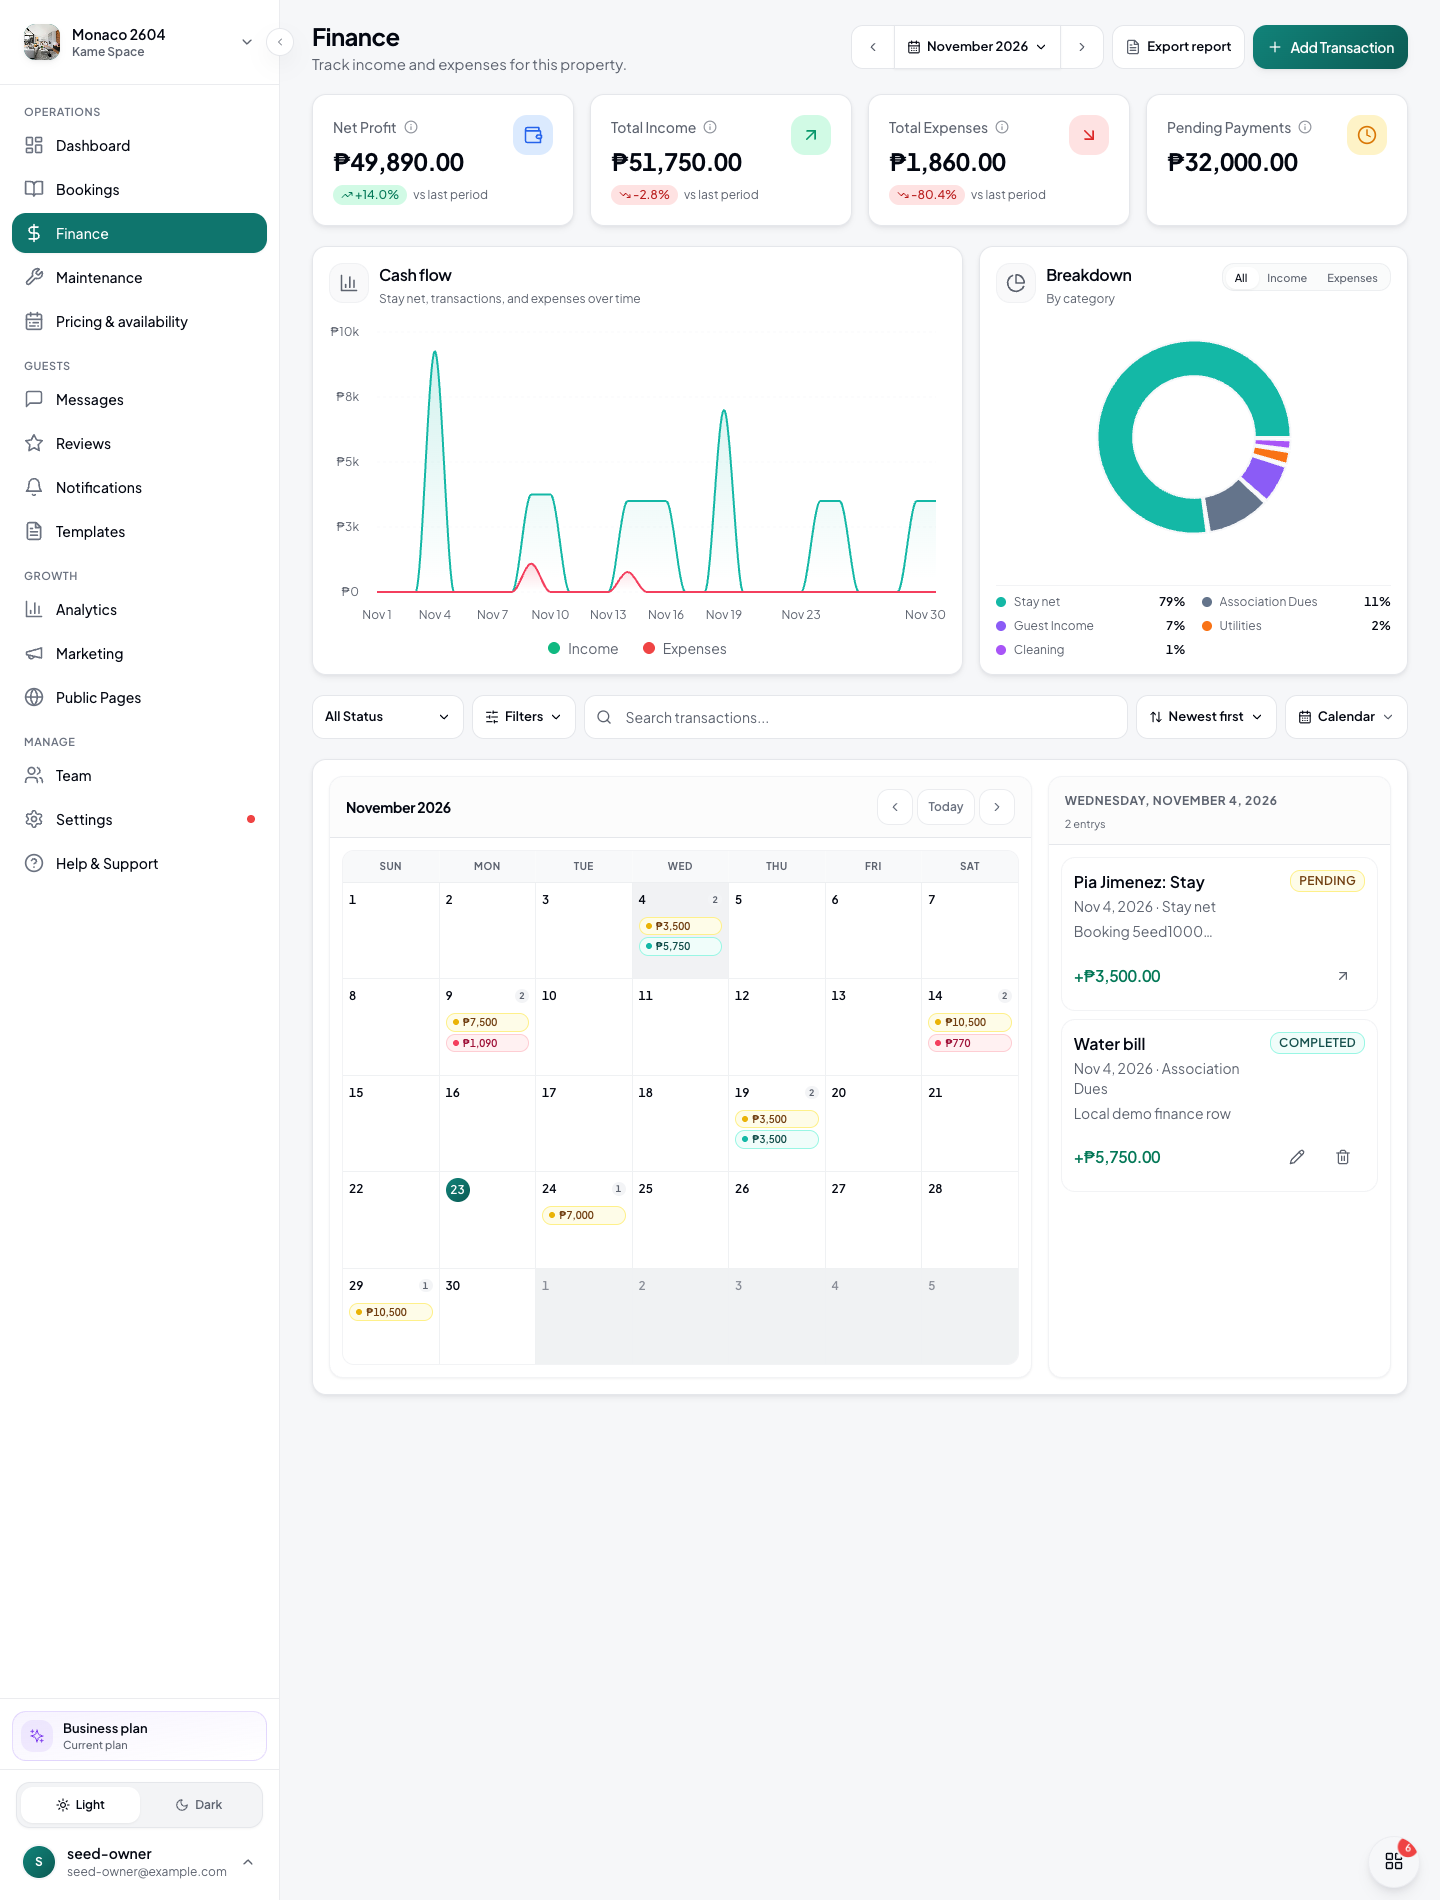 Monaco 2604
Kame Space
OPERATIONS
Dashboard
Bookings
Finance
Maintenance
Pricing & availability
GUESTS
Messages
Reviews
Notifications
Templates
GROWTH
Analytics
Marketing
Public Pages
MANAGE
Team
Settings
Help & Support
Business plan
Current plan
Light
Dark
S
seed-owner
seed-owner@example.com
Finance
Track income and expenses for this property.
November 2026
Export report
Add Transaction
Net Profit
₱49,890.00
+14.0% vs last period
Total Income
₱51,750.00
-2.8% vs last period
Total Expenses
₱1,860.00
-80.4% vs last period
Pending Payments
₱32,000.00
Cash flow
Stay net, transactions, and expenses over time
₱10k
₱8k
₱5k
₱3k
₱0
Nov 1 Nov 4 Nov 7 Nov 10 Nov 13 Nov 16 Nov 19 Nov 23 Nov 30
Income Expenses
Breakdown
By category
All Income Expenses
Stay net 79%
Association Dues 11%
Guest Income 7%
Utilities 2%
Cleaning 1%
All Status
Filters
Search transactions...
Newest first
Calendar
November 2026
Today
SUN MON TUE WED THU FRI SAT
1 2 3 4 2 5 6 7
₱3,500
₱5,750
8 9 2 10 11 12 13 14 2
₱7,500 ₱10,500
₱1,090 ₱770
15 16 17 18 19 2 20 21
₱3,500
₱3,500
22 23 24 1 25 26 27 28
₱7,000
29 1 30 1 2 3 4 5
₱10,500
WEDNESDAY, NOVEMBER 4, 2026
2 entrys
Pia Jimenez: Stay
PENDING
Nov 4, 2026 · Stay net
Booking 5eed1000…
+₱3,500.00
Water bill
COMPLETED
Nov 4, 2026 · Association
Dues
Local demo finance row
+₱5,750.00
6